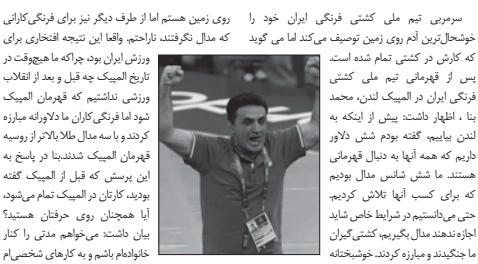 سرمربی تیم ملی کشتی فرنگی ایران خود را
خوشحال‌ترین آدم روی زمین توصیف می‌کند اما می گوید
که کارش در کشتی تمام شده است.
پس از قهرمانی تیم ملی کشتی
فرنگی ایران در المپیک لندن، محمد
بنا ، اظهار داشت: پیش از اینکه به
لندن بیاییم، گفته بودم شش دلاور
داریم که همه آنها به دنبال قهرمانی
هستند. ما شش شانس مدال بودیم
که برای کسب آنها تلاش کردیم.
حتی می‌دانستیم در شرایط خاص شاید
اجازه ندهند مدال بگیریم، کشتی‌گیران
ما جنگیدند و مبارزه کردند. خوشبختانه
روی زمین هستم اما از طرف دیگر نیز برای فرنگی‌کارانی
که مدال نگرفتند، ناراحتم. واقعا این نتیجه افتخاری برای
ورزش ایران بود، چراکه ما هیچ‌وقت در
تاریخ المپیک چه قبل و بعد از انقلاب
ورزشی نداشتیم که قهرمان المپیک
شود اما فرنگی‌کاران ما دلاورانه مبارزه
کردند و با سه مدال طلا بالاتر از روسیه
قهرمان المپیک شدند.بنا در پاسخ به
این پرسش که قبل از المپیک گفته
بودید، کارتان در المپیک تمام می‌شود،
آیا همچنان روی حرفتان هستید؟
بیان داشت: می‌خواهم مدتی را کنار
خانواده‌ام باشم و به کارهای شخصی‌ام